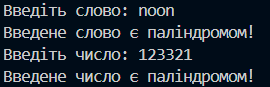 Введіть слово: noon
Введене слово є паліндромом!
Введіть число: 123321
Введене число є паліндромом!